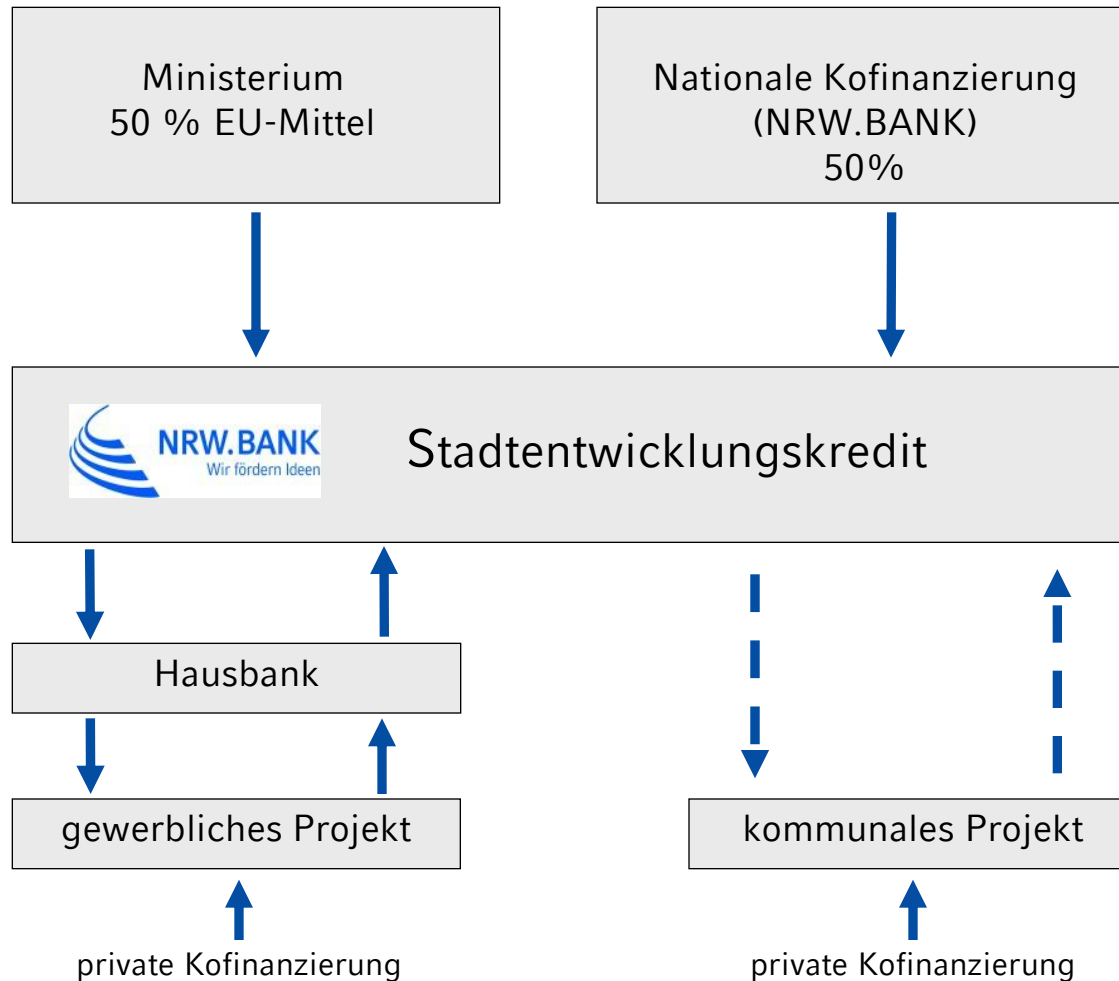 Ministerium
50 % EU-Mittel
Nationale Kofinanzierung
(NRW.BANK)
50%
NRW.BANK
Wir fördern Ideen
Stadtentwicklungskredit
Hausbank
gewerbliches Projekt
kommunales Projekt
private Kofinanzierung
private Kofinanzierung